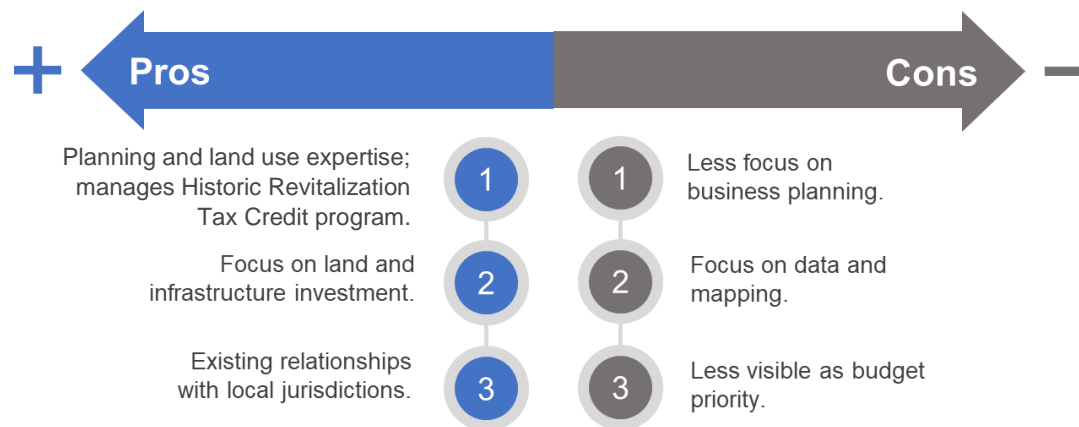 + Pros
Cons −
Planning and land use expertise;
manages Historic Revitalization
Tax Credit program.
1
Focus on land and
infrastructure investment.
2
Existing relationships
with local jurisdictions.
3
1
Less focus on
business planning.
2
Focus on data and
mapping.
3
Less visible as budget
priority.